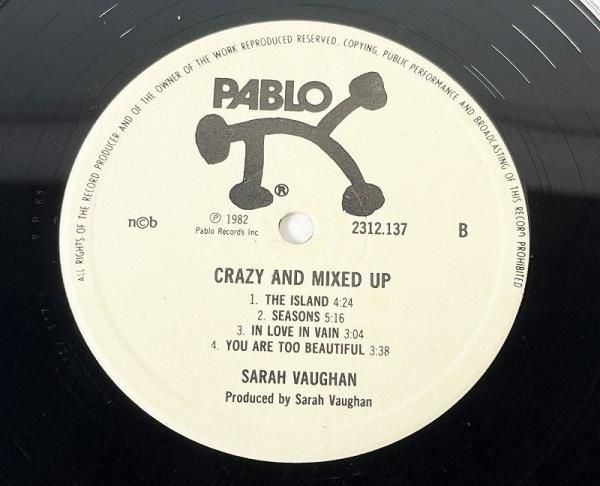 ALL RIGHTS OF THE RECORD PRODUCER AND OF THE OWNER OF THE WORK REPRODUCED RESERVED. COPYING, PUBLIC PERFORMANCE AND BROADCASTING OF THIS RECORD PROHIBITED
PABLO
®
n©b
℗ 1982
Pablo Records Inc
2312.137
B
CRAZY AND MIXED UP
1. THE ISLAND 4:24
2. SEASONS 5:16
3. IN LOVE IN VAIN 3:04
4. YOU ARE TOO BEAUTIFUL 3:38
SARAH VAUGHAN
Produced by Sarah Vaughan